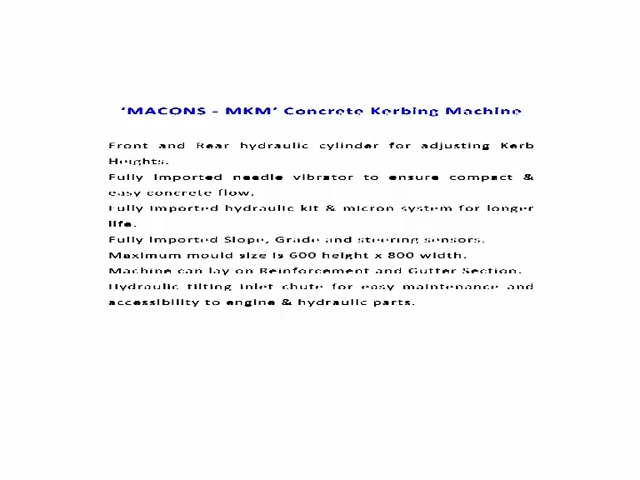 ‘MACONS - MKM’ Concrete Kerbing Machine
Front and Rear hydraulic cylinder for adjusting Kerb
Heights.
Fully Imported needle vibrator to ensure compact &
easy concrete flow.
Fully Imported hydraulic kit & micron system for longer
life.
Fully Imported Slope, Grade and steering sensors.
Maximum mould size is 600 height x 800 width.
Machine can lay on Reinforcement and Gutter Section.
Hydraulic tilting inlet chute for easy maintenance and
accessibility to engine & hydraulic parts.